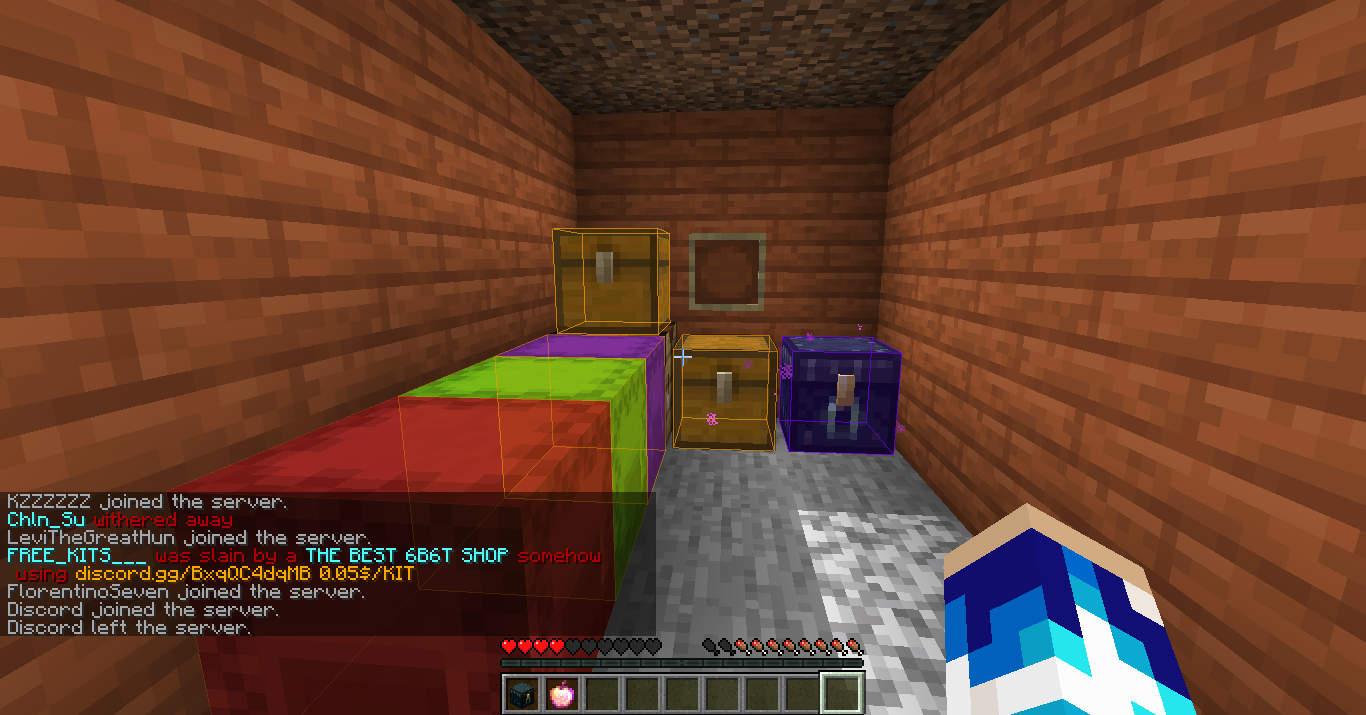 KZZZZZZ joined the server.
Chln_Su withered away
LeviTheGreatHun joined the server.
FREE_KITS___ was slain by a THE BEST 6B6T SHOP somehow
using discord.gg/BxqQC4dqMB 0.05$/KIT
FlorentinoSeven joined the server.
Discord joined the server.
Discord left the server.